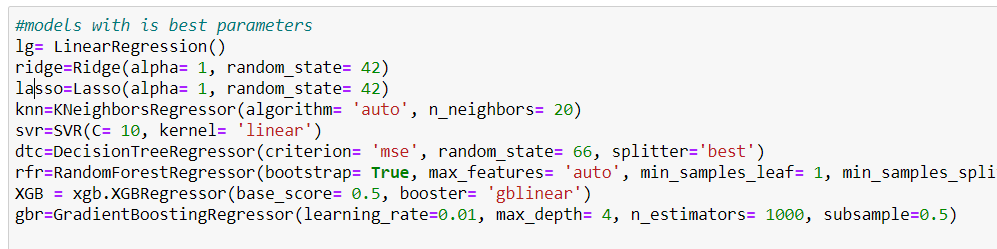 #models with is best parameters
lg= LinearRegression()
ridge=Ridge(alpha= 1, random_state= 42)
lasso=Lasso(alpha= 1, random_state= 42)
knn=KNeighborsRegressor(algorithm= 'auto', n_neighbors= 20)
svr=SVR(C= 10, kernel= 'linear')
dtc=DecisionTreeRegressor(criterion= 'mse', random_state= 66, splitter='best')
rfr=RandomForestRegressor(bootstrap= True, max_features= 'auto', min_samples_leaf= 1, min_samples_spli
XGB = xgb.XGBRegressor(base_score= 0.5, booster= 'gblinear')
gbr=GradientBoostingRegressor(learning_rate=0.01, max_depth= 4, n_estimators= 1000, subsample=0.5)